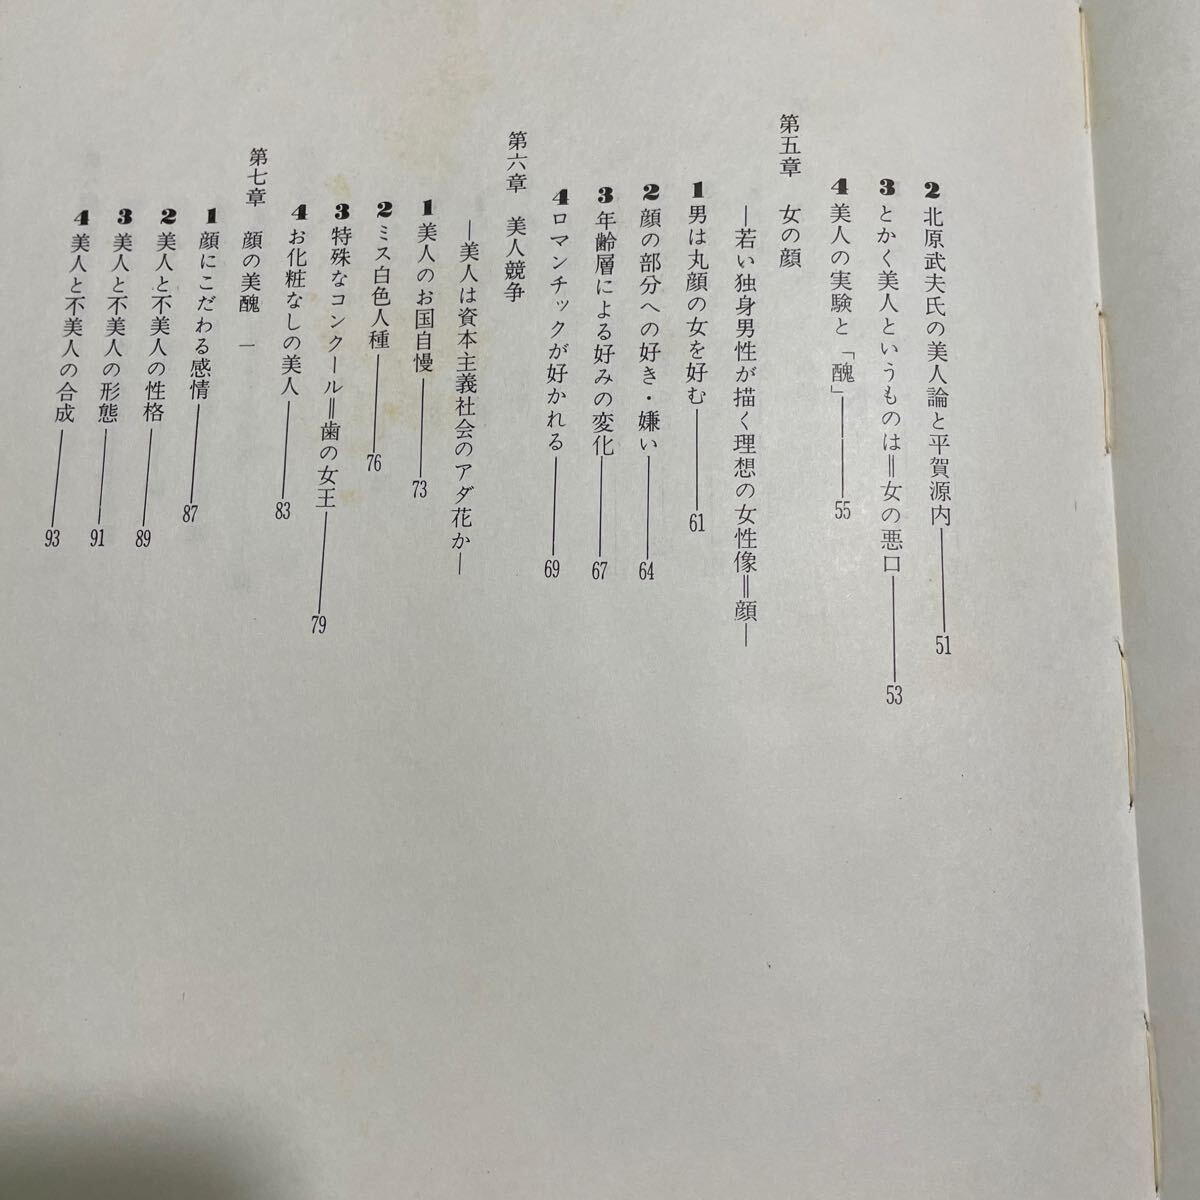 2 北原武夫氏の美人論と平賀源内 51
3 とかく美人というものは＝女の悪口 53
4 美人の実験と「醜」 55
第五章 女の顔
―若い独身男性が描く理想の女性像＝顔―
1 男は丸顔の女を好む 61
2 顔の部分への好き・嫌い 64
3 年齢層による好みの変化 67
4 ロマンチックが好かれる 69
第六章 美人競争
―美人は資本主義社会のアダ花か―
1 美人のお国自慢 73
2 ミス白色人種 76
3 特殊なコンクール＝歯の女王 79
4 お化粧なしの美人 83
第七章 顔の美醜 一
1 顔にこだわる感情 87
2 美人と不美人の性格 89
3 美人と不美人の形態 91
4 美人と不美人の合成 93